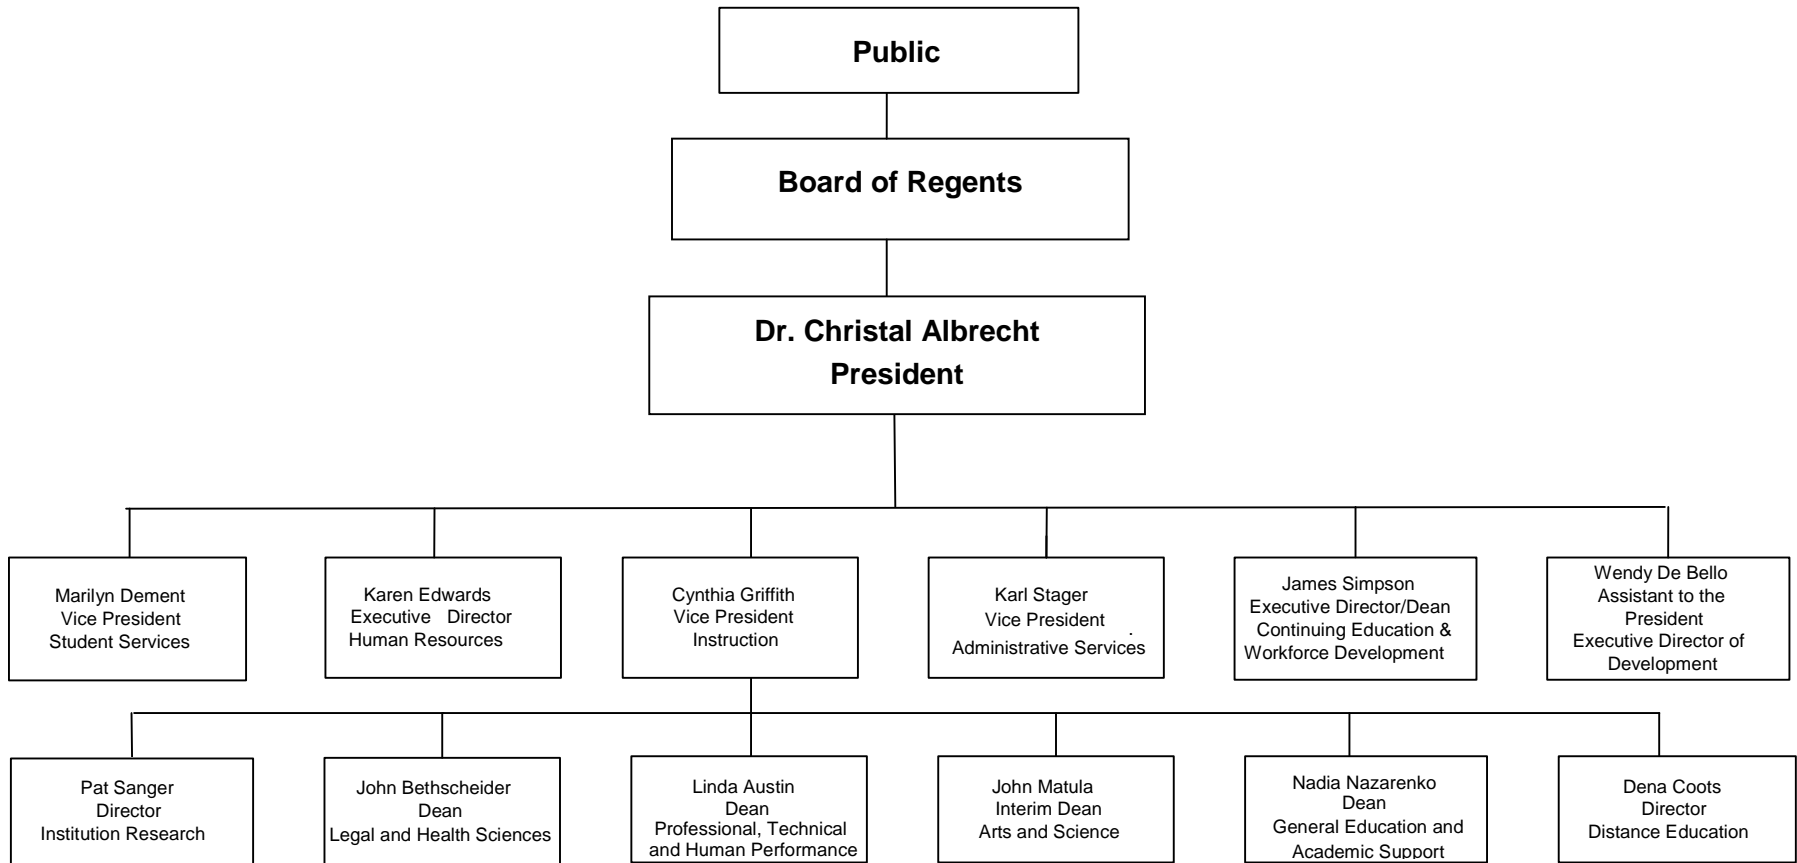 Public
Board of Regents
Dr. Christal Albrecht
President
Marilyn Dement
Vice President
Student Services
Karen Edwards
Executive Director
Human Resources
Cynthia Griffith
Vice President
Instruction
Karl Stager
Vice President
.
Administrative Services
James Simpson
Executive Director/Dean
Continuing Education &
Workforce Development
Wendy De Bello
Assistant to the
President
Executive Director of
Development
Pat Sanger
Director
Institution Research
John Bethscheider
Dean
Legal and Health Sciences
Linda Austin
Dean
Professional, Technical
and Human Performance
John Matula
Interim Dean
Arts and Science
Nadia Nazarenko
Dean
General Education and
Academic Support
Dena Coots
Director
Distance Education